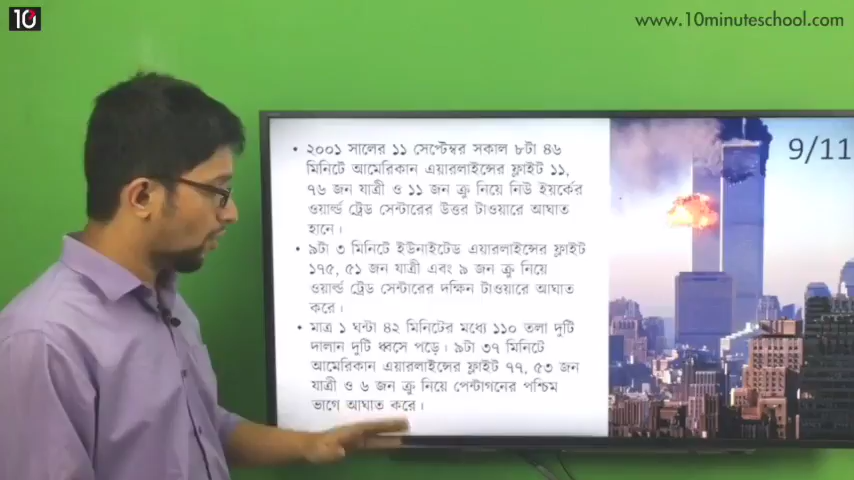 10
www.10minuteschool.com
• ২০০১ সালের ১১ সেপ্টেম্বর সকাল ৮টা ৪৬
মিনিটে আমেরিকান এয়ারলাইন্সের ফ্লাইট ১১,
৭৬ জন যাত্রী ও ১১ জন ক্রু নিয়ে নিউ ইয়র্কের
ওয়ার্ল্ড ট্রেড সেন্টারের উত্তর টাওয়ারে আঘাত
হানে।
• ৯টা ৩ মিনিটে ইউনাইটেড এয়ারলাইন্সের ফ্লাইট
১৭৫, ৫১ জন যাত্রী এবং ৯ জন ক্রু নিয়ে
ওয়ার্ল্ড ট্রেড সেন্টারের দক্ষিন টাওয়ারে আঘাত
করে।
• মাত্র ১ ঘন্টা ৪২ মিনিটের মধ্যে ১১০ তলা দুটি
দালান দুটি ধ্বসে পড়ে। ৯টা ৩৭ মিনিটে
আমেরিকান এয়ারলাইন্সের ফ্লাইট ৭৭, ৫৩ জন
যাত্রী ও ৬ জন ক্রু নিয়ে পেন্টাগনের পশ্চিম
ভাগে আঘাত করে।
9/11